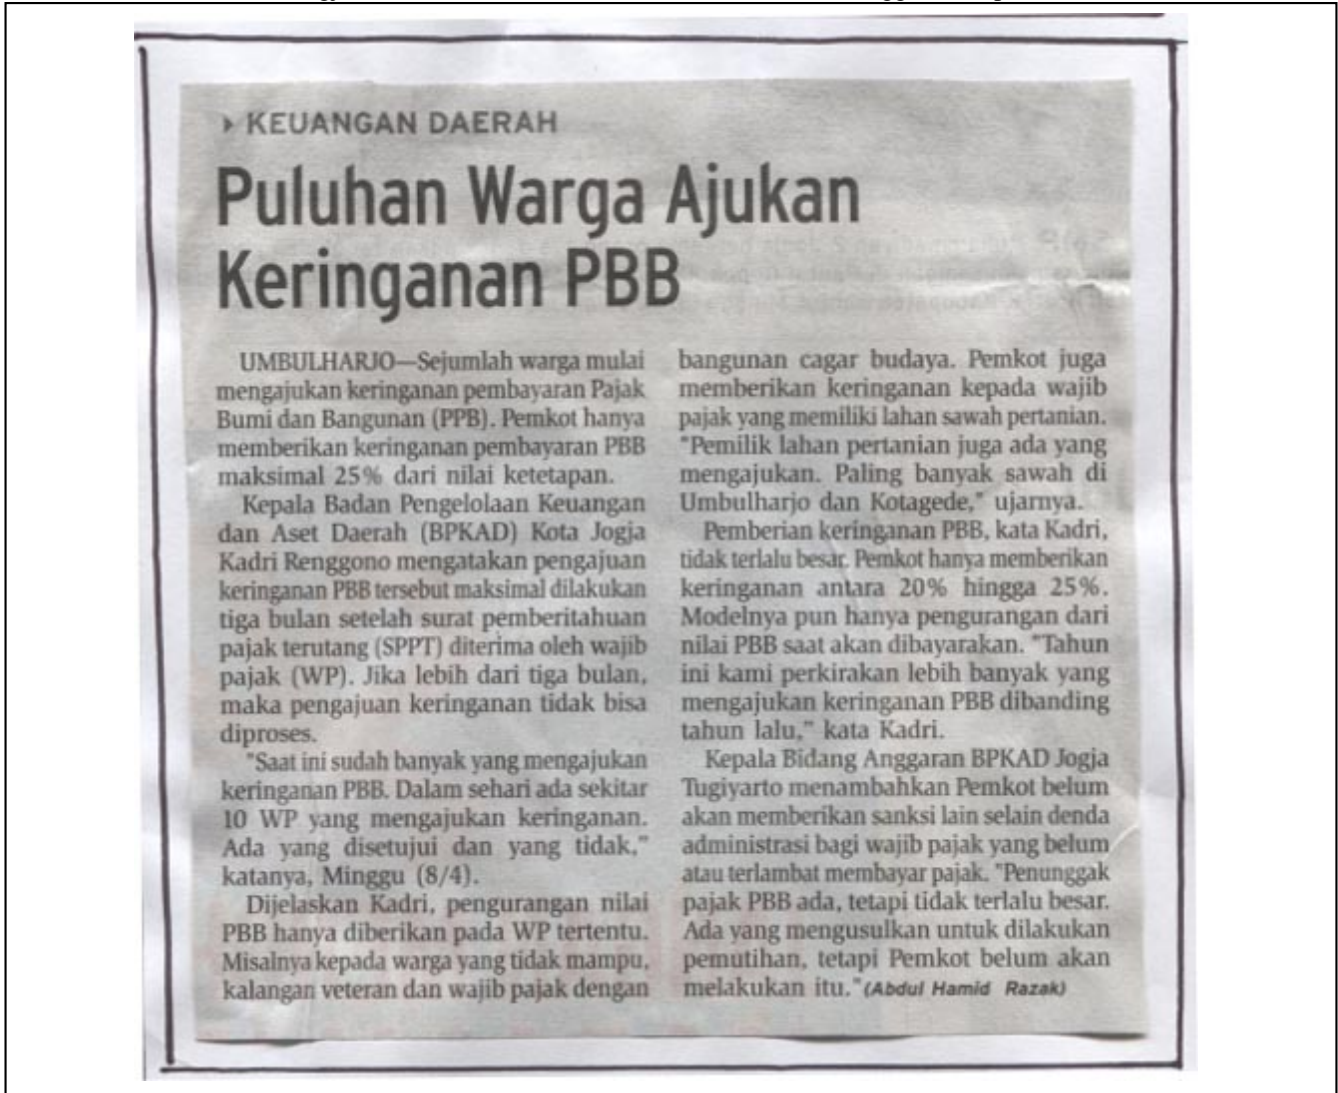 KEUANGAN DAERAH
Puluhan Warga Ajukan
Keringanan PBB
UMBULHARJO—Sejumlah warga mulai
mengajukan keringanan pembayaran Pajak
Bumi dan Bangunan (PPB). Pemkot hanya
memberikan keringanan pembayaran PBB
maksimal 25% dari nilai ketetapan.
Kepala Badan Pengelolaan Keuangan
dan Aset Daerah (BPKAD) Kota Jogja
Kadri Renggono mengatakan pengajuan
keringanan PBB tersebut maksimal dilakukan
tiga bulan setelah surat pemberitahuan
pajak terutang (SPPT) diterima oleh wajib
pajak (WP). Jika lebih dari tiga bulan,
maka pengajuan keringanan tidak bisa
diproses.
"Saat ini sudah banyak yang mengajukan
keringanan PBB. Dalam sehari ada sekitar
10 WP yang mengajukan keringanan.
Ada yang disetujui dan yang tidak,"
katanya, Minggu (8/4).
Dijelaskan Kadri, pengurangan nilai
PBB hanya diberikan pada WP tertentu.
Misalnya kepada warga yang tidak mampu,
kalangan veteran dan wajib pajak dengan
bangunan cagar budaya. Pemkot juga
memberikan keringanan kepada wajib
pajak yang memiliki lahan sawah pertanian.
"Pemilik lahan pertanian juga ada yang
mengajukan. Paling banyak sawah di
Umbulharjo dan Kotagede," ujarnya.
Pemberian keringanan PBB, kata Kadri,
tidak terlalu besar. Pemkot hanya memberikan
keringanan antara 20% hingga 25%.
Modelnya pun hanya pengurangan dari
nilai PBB saat akan dibayarakan. "Tahun
ini kami perkirakan lebih banyak yang
mengajukan keringanan PBB dibanding
tahun lalu," kata Kadri.
Kepala Bidang Anggaran BPKAD Jogja
Tugiyarto menambahkan Pemkot belum
akan memberikan sanksi lain selain denda
administrasi bagi wajib pajak yang belum
atau terlambat membayar pajak. "Penunggak
pajak PBB ada, tetapi tidak terlalu besar.
Ada yang mengusulkan untuk dilakukan
pemutihan, tetapi Pemkot belum akan
melakukan itu." (Abdul Hamid Razak)